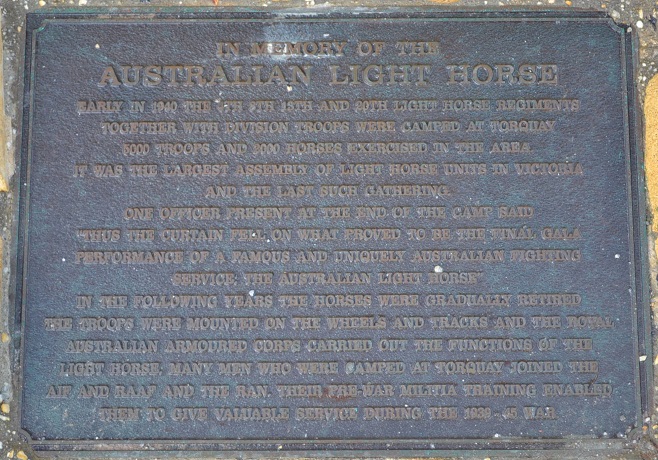 IN MEMORY OF THE
AUSTRALIAN LIGHT HORSE
EARLY IN 1940 THE 4TH 8TH 13TH AND 20TH LIGHT HORSE REGIMENTS
TOGETHER WITH DIVISION TROOPS WERE CAMPED AT TORQUAY
5000 TROOPS AND 2000 HORSES EXERCISED IN THE AREA
IT WAS THE LARGEST ASSEMBLY OF LIGHT HORSE UNITS IN VICTORIA
AND THE LAST SUCH GATHERING.
ONE OFFICER PRESENT AT THE END OF THE CAMP SAID
"THUS THE CURTAIN FELL ON WHAT PROVED TO BE THE FINAL GALA
PERFORMANCE OF A FAMOUS AND UNIQUELY AUSTRALIAN FIGHTING
SERVICE; THE AUSTRALIAN LIGHT HORSE"
IN THE FOLLOWING YEARS THE HORSES WERE GRADUALLY RETIRED
THE TROOPS WERE MOUNTED ON THE WHEELS AND TRACKS AND THE ROYAL
AUSTRALIAN ARMOURED CORPS CARRIED OUT THE FUNCTIONS OF THE
LIGHT HORSE. MANY MEN WHO WERE CAMPED AT TORQUAY JOINED THE
AIF AND RAAF AND THE RAN. THEIR PRE-WAR MILITIA TRAINING ENABLED
THEM TO GIVE VALUABLE SERVICE DURING THE 1939 - 45 WAR